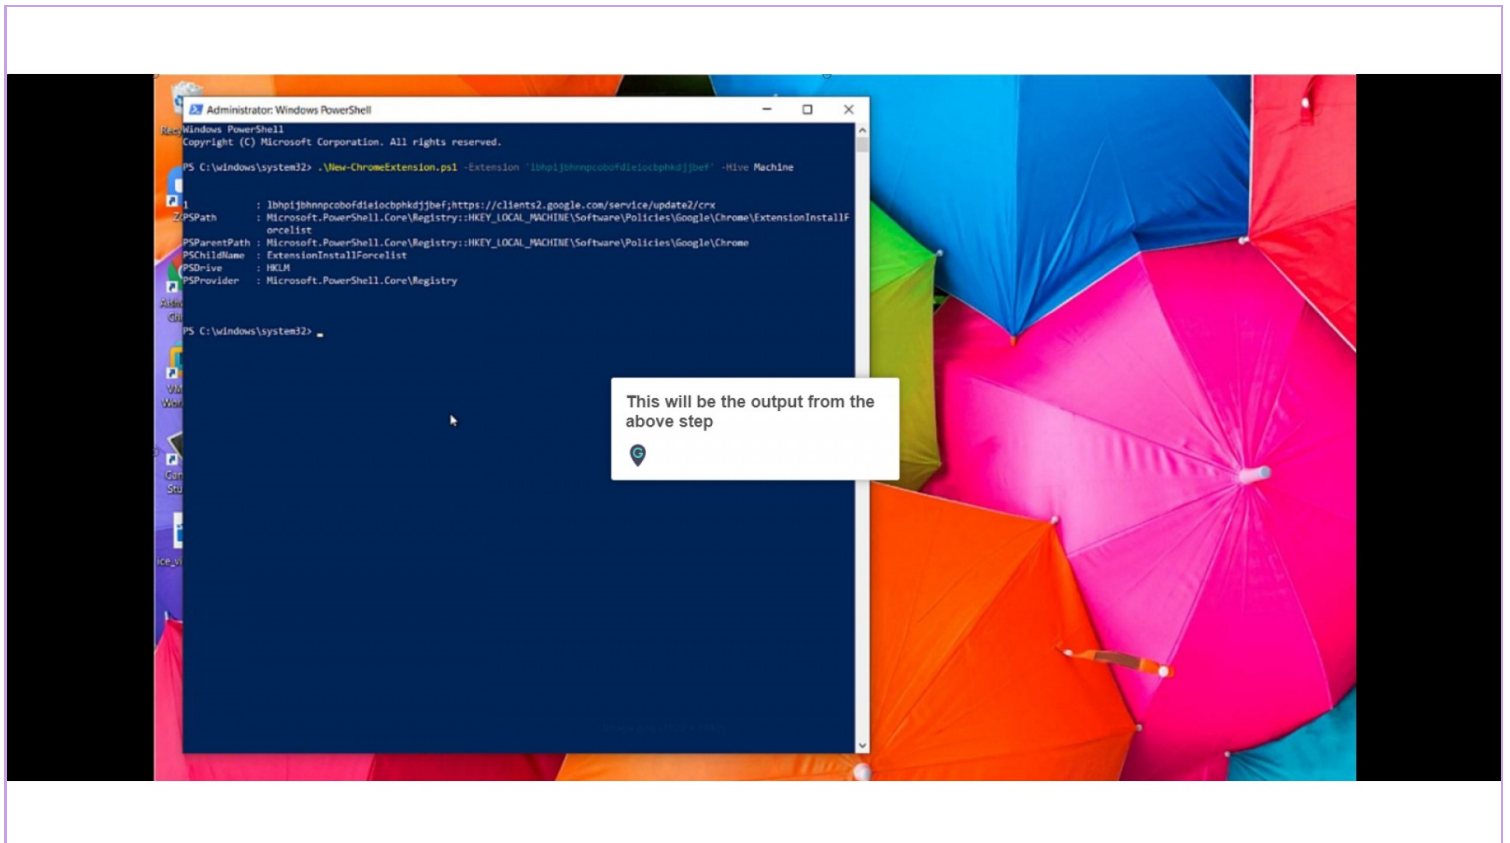 Administrator: Windows PowerShell
Windows PowerShell
Copyright (C) Microsoft Corporation. All rights reserved.
PS C:\windows\system32> .\New-ChromeExtension.ps1 -Extension 'lbhpijbhnnpcobofdieiocbphkdjjbef' -Hive Machine
1 : lbhpijbhnnpcobofdieiocbphkdjjbef;https://clients2.google.com/service/update2/crx
PSPath : Microsoft.PowerShell.Core\Registry::HKEY_LOCAL_MACHINE\Software\Policies\Google\Chrome\ExtensionInstallF
orcelist
PSParentPath : Microsoft.PowerShell.Core\Registry::HKEY_LOCAL_MACHINE\Software\Policies\Google\Chrome
PSChildName : ExtensionInstallForcelist
PSDrive : HKLM
PSProvider : Microsoft.PowerShell.Core\Registry
PS C:\windows\system32>
This will be the output from the
above step
G